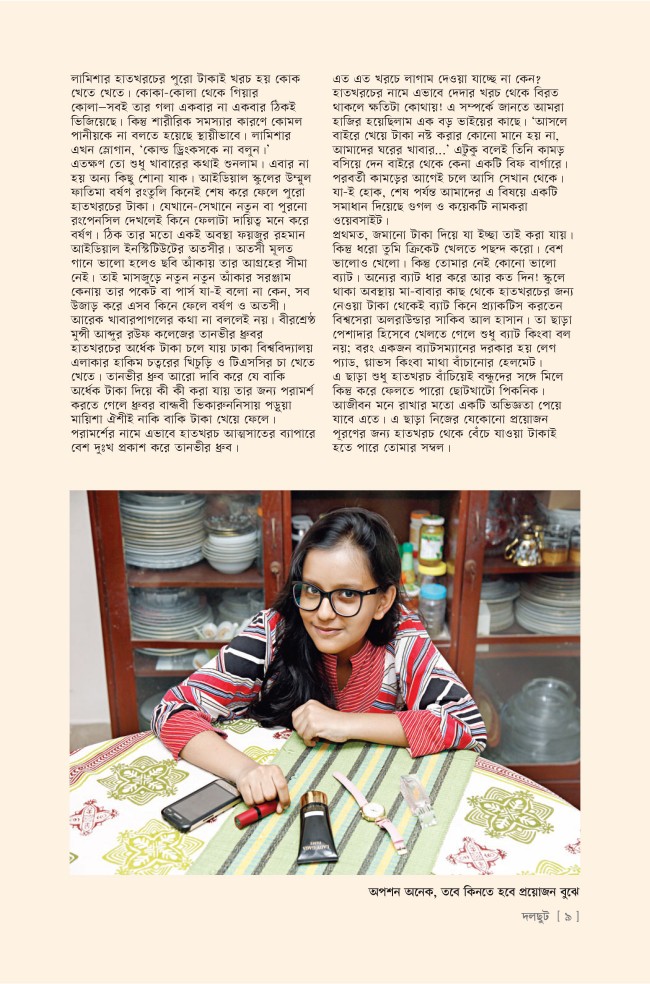 লামিশার হাতখরচের পুরো টাকাই খরচ হয় কোক
খেতে খেতে। কোকা-কোলা থেকে গিয়ার
কোলা—সবই তার গলা একবার না একবার ঠিকই
ভিজিয়েছে। কিন্তু শারীরিক সমস্যার কারণে কোমল
পানীয়কে না বলতে হয়েছে স্থায়ীভাবে। লামিশার
এখন স্লোগান, ‘কোল্ড ড্রিংকসকে না বলুন।’
এতক্ষণ তো শুধু খাবারের কথাই শুনলাম। এবার না
হয় অন্য কিছু শোনা যাক। আইডিয়াল স্কুলের উম্মুল
ফাতিমা বর্ষণ রংতুলি কিনেই শেষ করে ফেলে পুরো
হাতখরচের টাকা। যেখানে-সেখানে নতুন বা পুরনো
রংপেনসিল দেখলেই কিনে ফেলাটা দায়িত্ব মনে করে
বর্ষণ। ঠিক তার মতো একই অবস্থা ফয়জুর রহমান
আইডিয়াল ইনস্টিটিউটের অতসীর। অতসী মূলত
গানে ভালো হলেও ছবি আঁকায় তার আগ্রহের সীমা
নেই। তাই মাসজুড়ে নতুন নতুন আঁকার সরঞ্জাম
কেনায় তার পকেট বা পার্স যা-ই বলো না কেন, সব
উজাড় করে এসব কিনে ফেলে বর্ষণ ও অতসী।
আরেক খাবারপাগলের কথা না বললেই নয়। বীরশ্রেষ্ঠ
মুন্সী আব্দুর রউফ কলেজের তানভীর ধ্রুবর
হাতখরচের অর্ধেক টাকা চলে যায় ঢাকা বিশ্ববিদ্যালয়
এলাকার হাকিম চত্বরের খিচুড়ি ও টিএসসির চা খেতে
খেতে। তানভীর ধ্রুব আরো দাবি করে যে বাকি
অর্ধেক টাকা দিয়ে কী কী করা যায় তার জন্য পরামর্শ
করতে গেলে ধ্রুবর বান্ধবী ভিকারুননিসায় পড়ুয়া
মায়িশা ঐশীই নাকি বাকি টাকা খেয়ে ফেলে।
পরামর্শের নামে এভাবে হাতখরচ আত্মসাতের ব্যাপারে
বেশ দুঃখ প্রকাশ করে তানভীর ধ্রুব।
এত এত খরচে লাগাম দেওয়া যাচ্ছে না কেন?
হাতখরচের নামে এভাবে দেদার খরচ থেকে বিরত
থাকলে ক্ষতিটা কোথায়! এ সম্পর্কে জানতে আমরা
হাজির হয়েছিলাম এক বড় ভাইয়ের কাছে। ‘আসলে
বাইরে খেয়ে টাকা নষ্ট করার কোনো মানে হয় না,
আমাদের ঘরের খাবার...’ এটুকু বলেই তিনি কামড়
বসিয়ে দেন বাইরে থেকে কেনা একটি বিফ বার্গারে।
পরবর্তী কামড়ের আগেই চলে আসি সেখান থেকে।
যা-ই হোক, শেষ পর্যন্ত আমাদের এ বিষয়ে একটি
সমাধান দিয়েছে গুগল ও কয়েকটি নামকরা
ওয়েবসাইট।
প্রথমত, জমানো টাকা দিয়ে যা ইচ্ছা তাই করা যায়।
কিন্তু ধরো তুমি ক্রিকেট খেলতে পছন্দ করো। বেশ
ভালোও খেলো। কিন্তু তোমার নেই কোনো ভালো
ব্যাট। অন্যের ব্যাট ধার করে আর কত দিন! স্কুলে
থাকা অবস্থায় মা-বাবার কাছ থেকে হাতখরচের জন্য
নেওয়া টাকা থেকেই ব্যাট কিনে প্র্যাকটিস করতেন
বিশ্বসেরা অলরাউন্ডার সাকিব আল হাসান। তা ছাড়া
পেশাদার হিসেবে খেলতে গেলে শুধু ব্যাট কিংবা বল
নয়; বরং একজন ব্যাটসম্যানের দরকার হয় লেগ
প্যাড, গ্লাভস কিংবা মাথা বাঁচানোর হেলমেট।
এ ছাড়া শুধু হাতখরচ বাঁচিয়েই বন্ধুদের সঙ্গে মিলে
কিন্তু করে ফেলতে পারো ছোটখাটো পিকনিক।
আজীবন মনে রাখার মতো একটি অভিজ্ঞতা পেয়ে
যাবে এতে। এ ছাড়া নিজের যেকোনো প্রয়োজন
পূরণের জন্য হাতখরচ থেকে বেঁচে যাওয়া টাকাই
হতে পারে তোমার সম্বল।
অপশন অনেক, তবে কিনতে হবে প্রয়োজন বুঝে
দলছুট [ ৯ ]